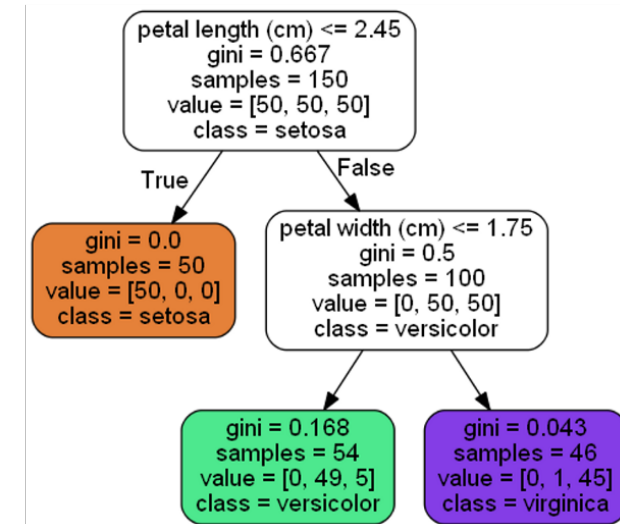 petal length (cm) <= 2.45
gini = 0.667
samples = 150
value = [50, 50, 50]
class = setosa
True
False
gini = 0.0
samples = 50
value = [50, 0, 0]
class = setosa
petal width (cm) <= 1.75
gini = 0.5
samples = 100
value = [0, 50, 50]
class = versicolor
gini = 0.168
samples = 54
value = [0, 49, 5]
class = versicolor
gini = 0.043
samples = 46
value = [0, 1, 45]
class = virginica